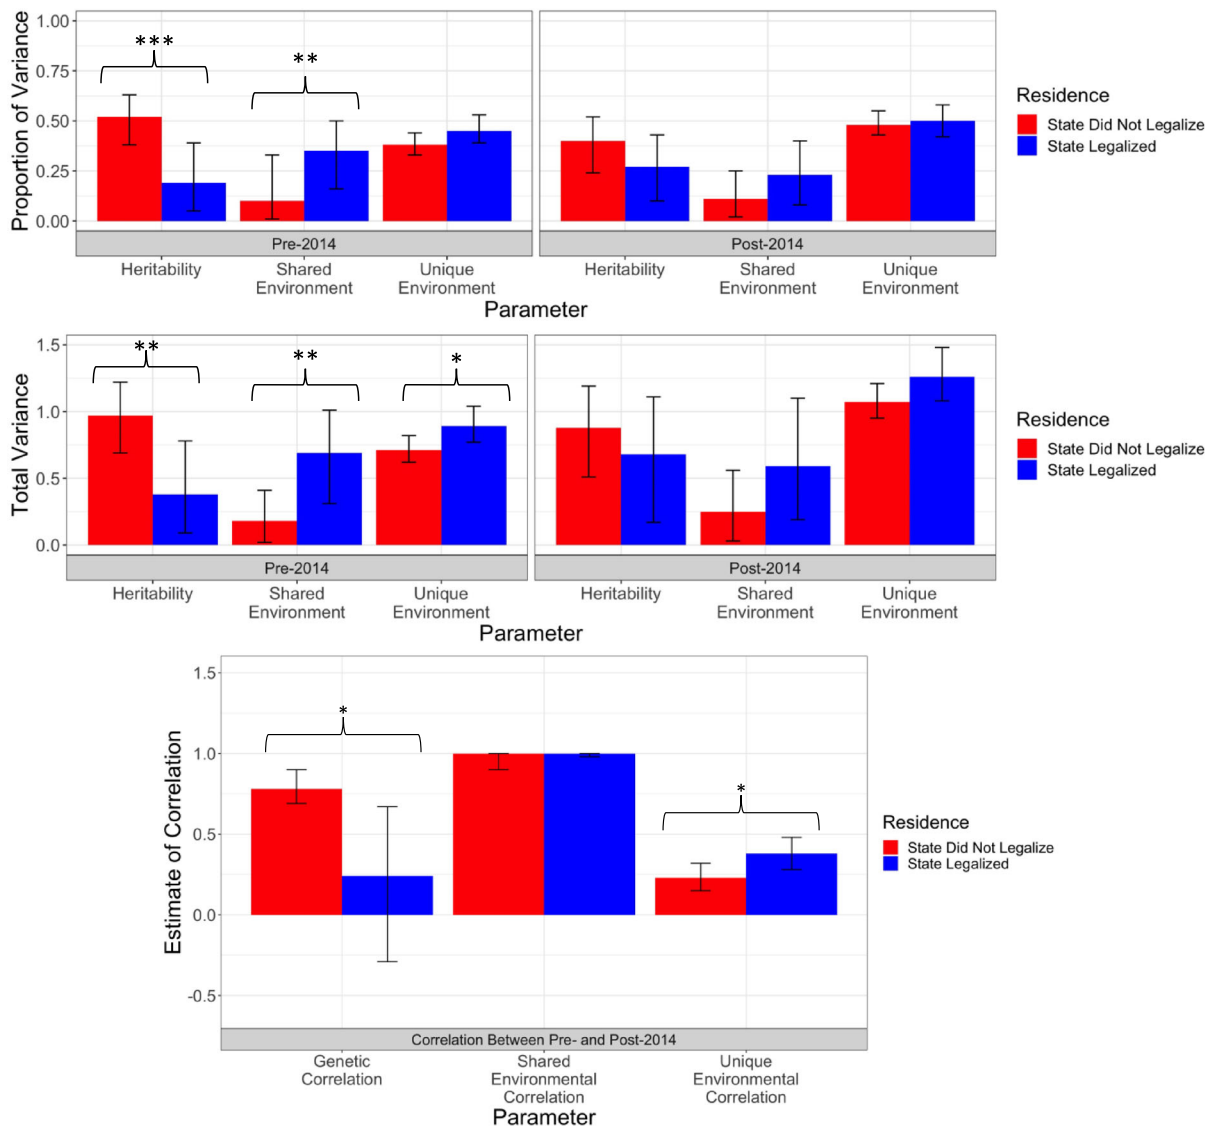 Proportion of Variance
1.00
0.75
0.50
0.25
0.00
***
**
Pre-2014
Post-2014
Heritability
Shared
Environment
Unique
Environment
Heritability
Shared
Environment
Unique
Environment
Parameter
Residence
State Did Not Legalize
State Legalized
Total Variance
1.5
1.0
0.5
0.0
**
**
*
Pre-2014
Post-2014
Heritability
Shared
Environment
Unique
Environment
Heritability
Shared
Environment
Unique
Environment
Parameter
Residence
State Did Not Legalize
State Legalized
Estimate of Correlation
1.5
1.0
0.5
0.0
-0.5
*
*
Correlation Between Pre- and Post-2014
Genetic
Correlation
Shared
Environmental
Correlation
Unique
Environmental
Correlation
Parameter
Residence
State Did Not Legalize
State Legalized